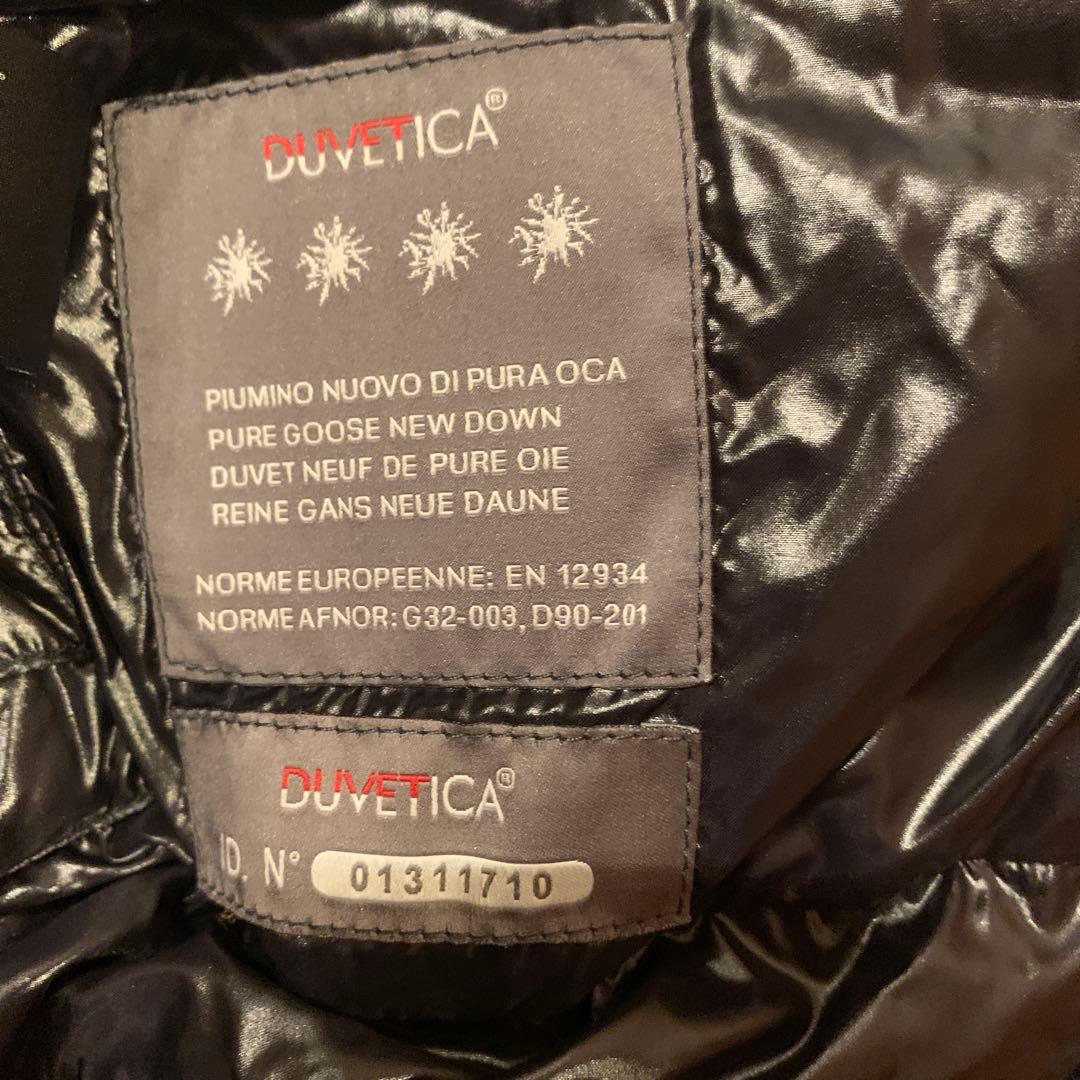 DUVETICA®
PIUMINO NUOVO DI PURA OCA
PURE GOOSE NEW DOWN
DUVET NEUF DE PURE OIE
REINE GANS NEUE DAUNE
NORME EUROPEENNE: EN 12934
NORME AFNOR: G32-003, D90-201
DUVETICA®
ID. N° 01311710